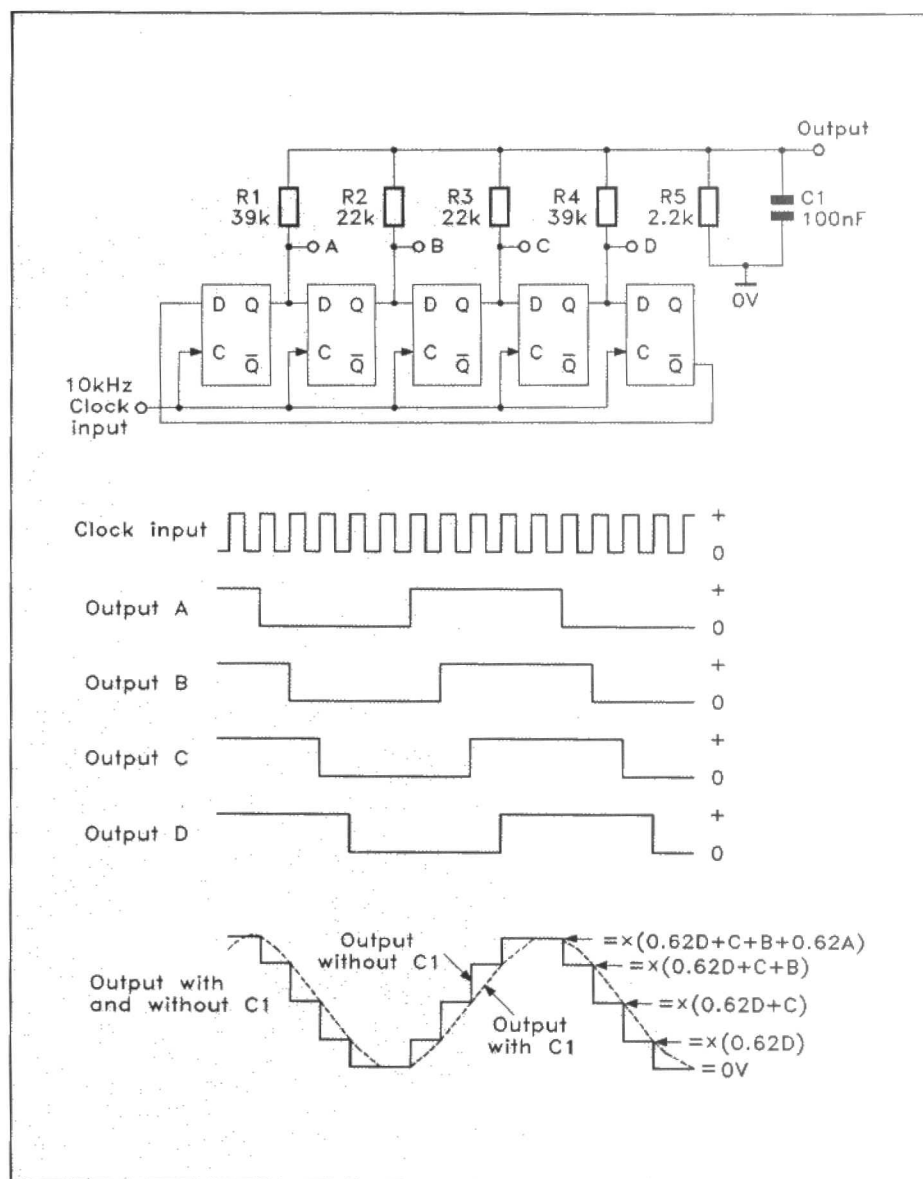 Output
R1
39k
R2
22k
R3
22k
R4
39k
R5
2.2k
C1
100nF
A
B
C
D
0V
D Q
C Q̅
D Q
C Q̅
D Q
C Q̅
D Q
C Q̅
D Q
C Q̅
10kHz
Clock
input
Clock input
+
0
Output A
+
0
Output B
+
0
Output C
+
0
Output D
+
0
Output with
and without C1
Output
without C1
Output
with C1
=×(0.62D+C+B+0.62A)
=×(0.62D+C+B)
=×(0.62D+C)
=×(0.62D)
=0V